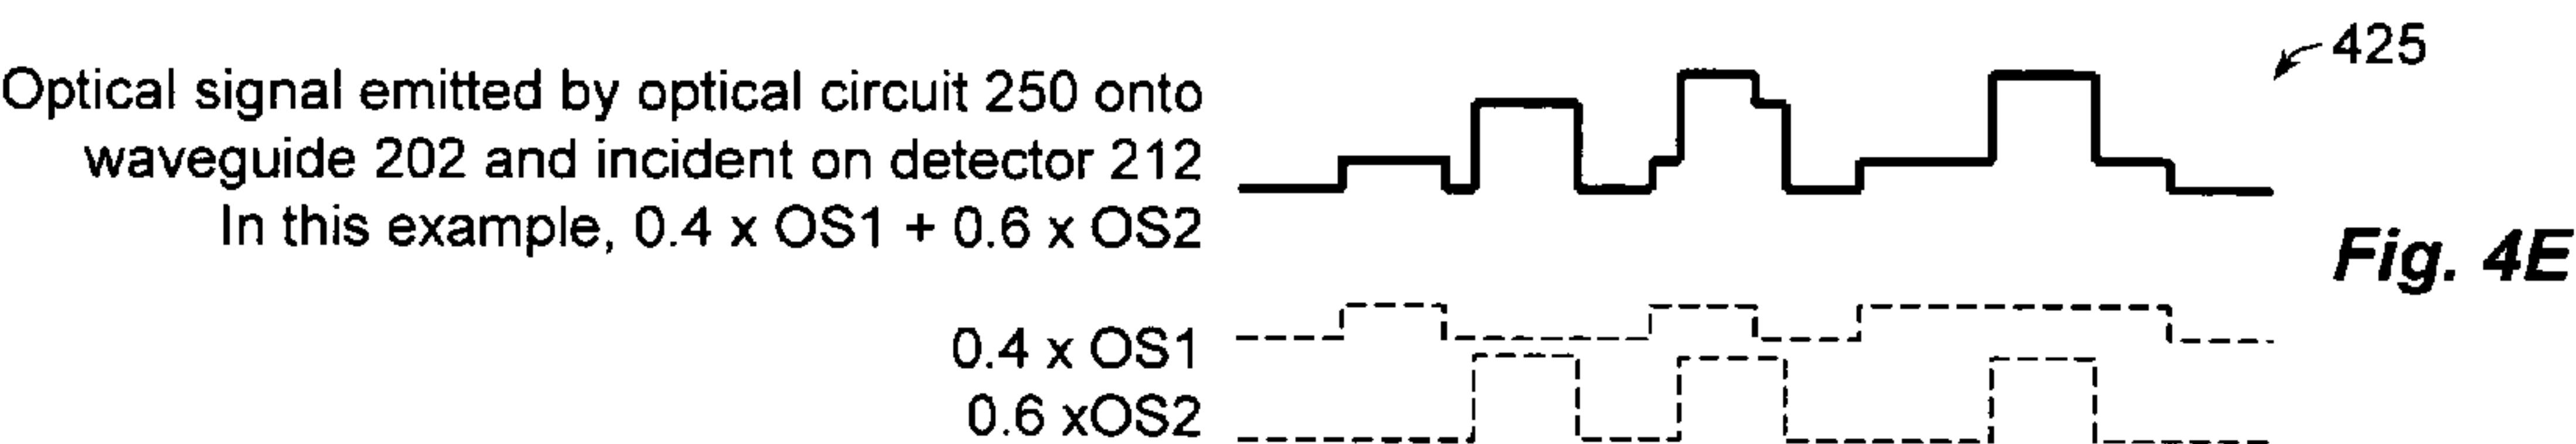 425
Optical signal emitted by optical circuit 250 onto
waveguide 202 and incident on detector 212
In this example, 0.4 x OS1 + 0.6 x OS2
Fig. 4E
0.4 x OS1
0.6 xOS2